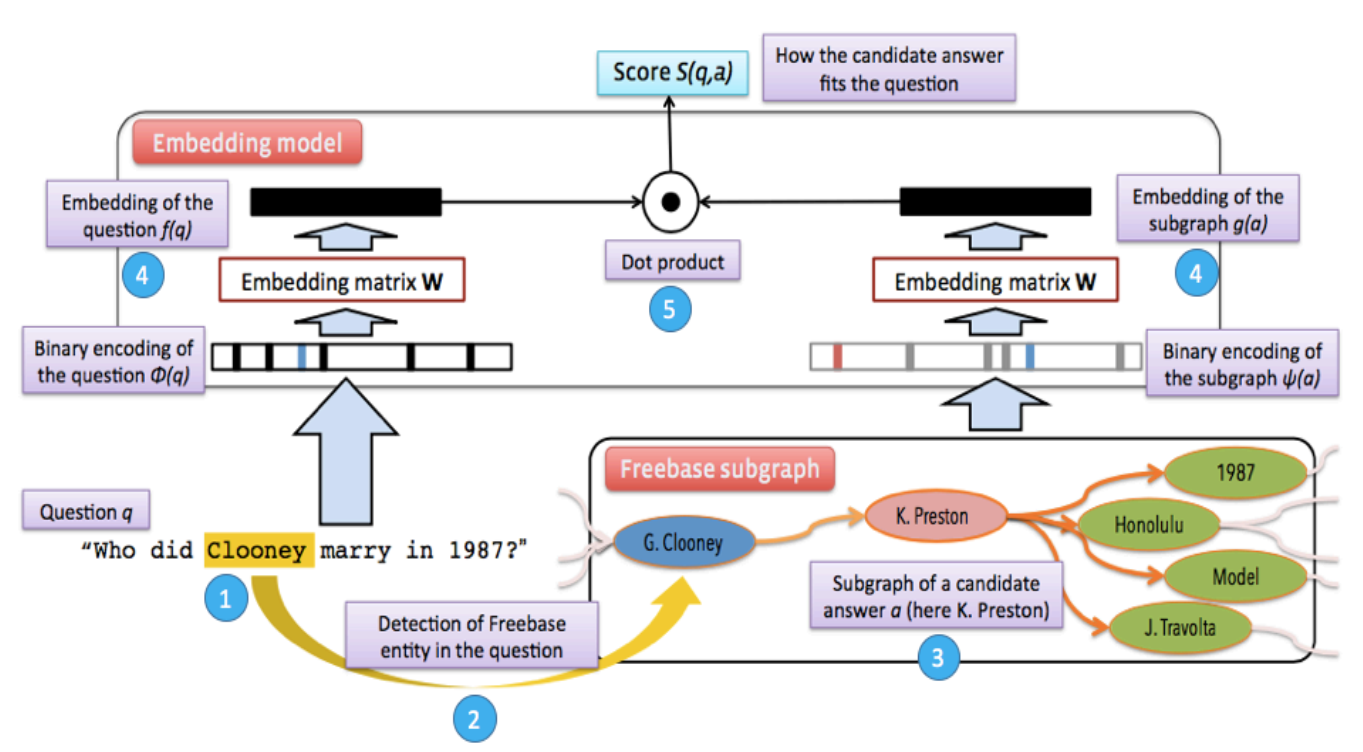 Score S(q,a)
How the candidate answer
fits the question
Embedding model
Embedding of the
question f(q)
4
Embedding matrix W
Dot product
5
Embedding matrix W
Embedding of the
subgraph g(a)
4
Binary encoding of
the question Φ(q)
Binary encoding of
the subgraph ψ(a)
Question q
“Who did Clooney marry in 1987?”
1
Detection of Freebase
entity in the question
2
Freebase subgraph
G. Clooney
K. Preston
1987
Honolulu
Model
J. Travolta
Subgraph of a candidate
answer a (here K. Preston)
3